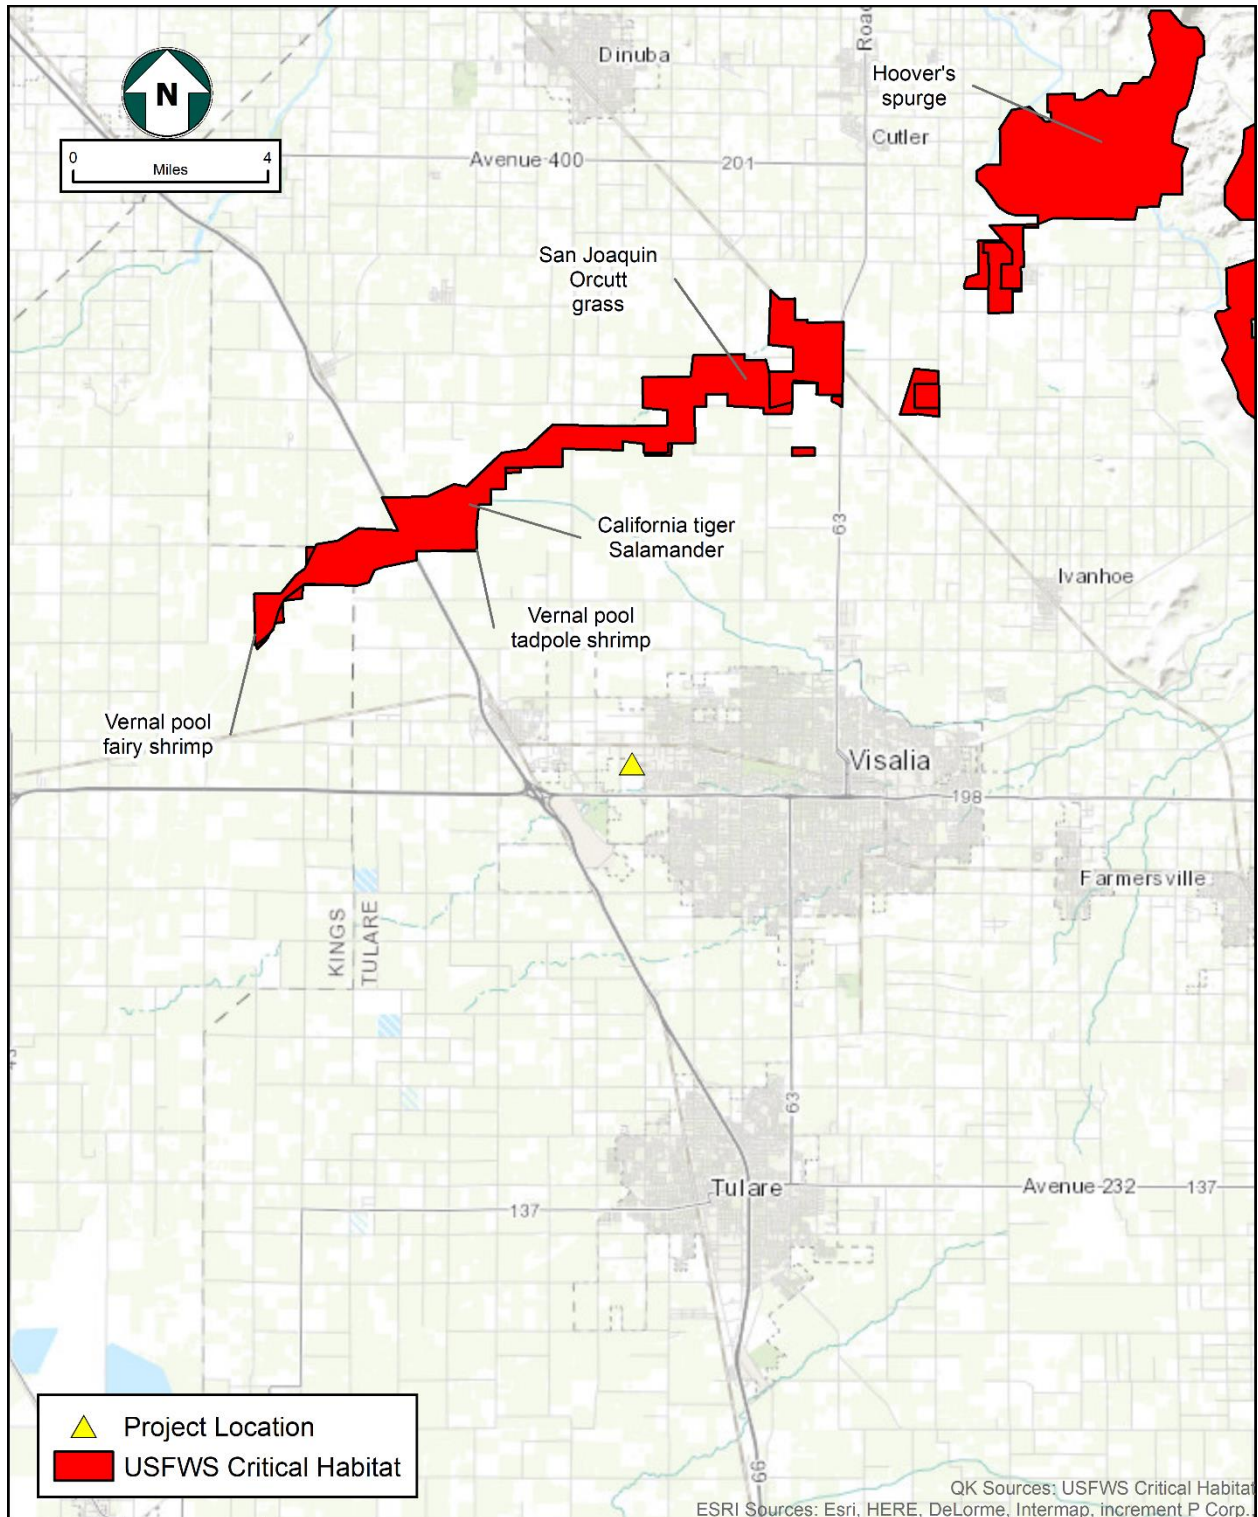 Dinuba
Road
Hoover's
spurge
N
Cutler
0
4
Miles
Avenue 400
201
San Joaquin
Orcutt
grass
California tiger
Salamander
63
Ivanhoe
Vernal pool
tadpole shrimp
Vernal pool
fairy shrimp
Visalia
198
Farmersville
KINGS
TULARE
63
Tulare
Avenue 232
137
137
Project Location
USFWS Critical Habitat
99
QK Sources: USFWS Critical Habitat
ESRI Sources: Esri, HERE, DeLorme, Intermap, increment P Corp.,